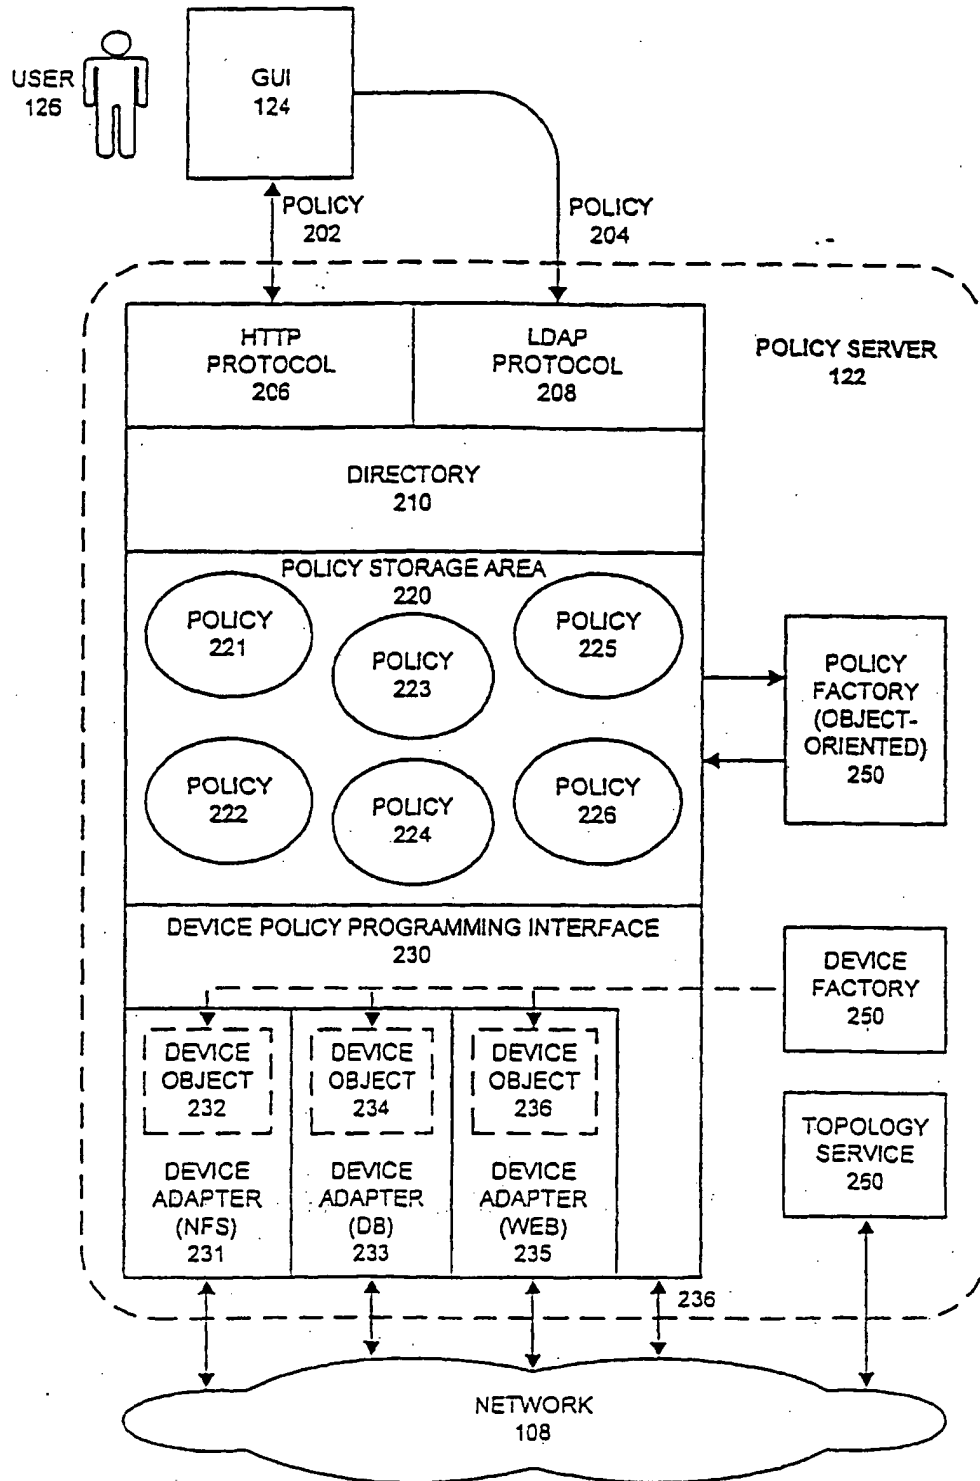 USER
126
GUI
124
POLICY
202
POLICY
204
HTTP
PROTOCOL
206
LDAP
PROTOCOL
208
POLICY SERVER
122
DIRECTORY
210
POLICY STORAGE AREA
220
POLICY
221
POLICY
223
POLICY
225
POLICY
222
POLICY
224
POLICY
226
POLICY
FACTORY
(OBJECT-
ORIENTED)
250
DEVICE POLICY PROGRAMMING INTERFACE
230
DEVICE
FACTORY
250
DEVICE
OBJECT
232
DEVICE
OBJECT
234
DEVICE
OBJECT
236
DEVICE
ADAPTER
(NFS)
231
DEVICE
ADAPTER
(DB)
233
DEVICE
ADAPTER
(WEB)
235
TOPOLOGY
SERVICE
260
236
NETWORK
108